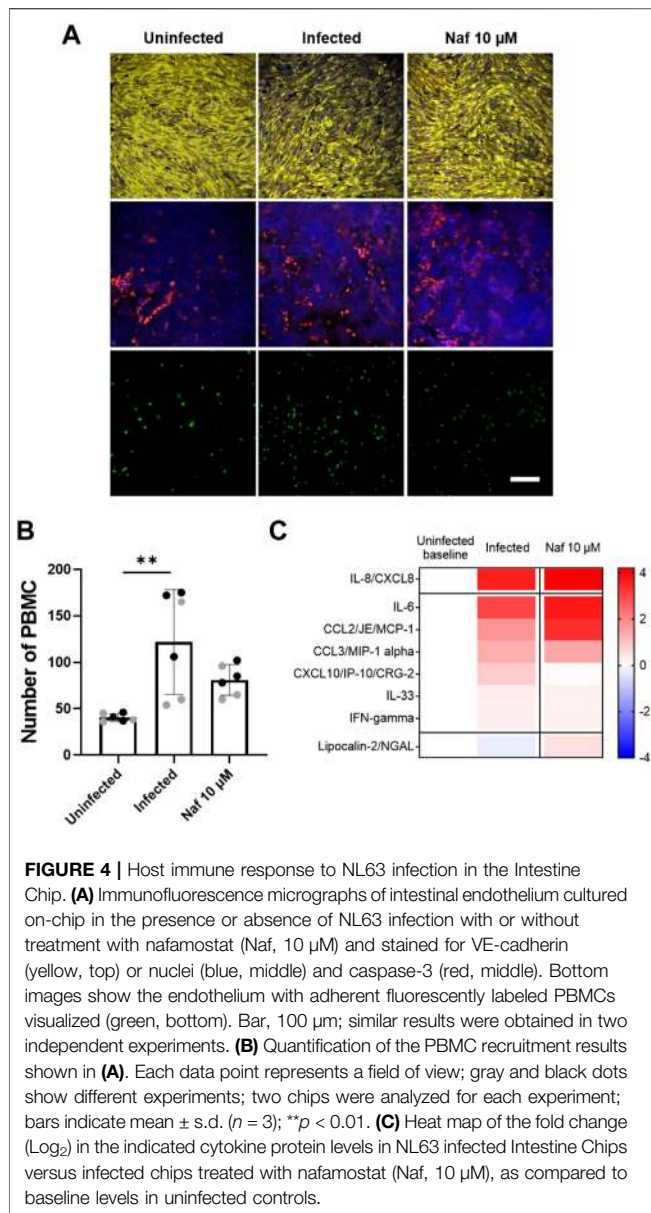 A
Uninfected Infected Naf 10 µM
B
Number of PBMC
200
150
100
50
0
**
Uninfected
Infected
Naf 10 µM
C
Uninfected baseline Infected Naf 10 µM
IL-8/CXCL8
IL-6
CCL2/JE/MCP-1
CCL3/MIP-1 alpha
CXCL10/IP-10/CRG-2
IL-33
IFN-gamma
Lipocalin-2/NGAL
4
2
0
-2
-4
FIGURE 4 | Host immune response to NL63 infection in the Intestine
Chip. (A) Immunofluorescence micrographs of intestinal endothelium cultured
on-chip in the presence or absence of NL63 infection with or without
treatment with nafamostat (Naf, 10 µM) and stained for VE-cadherin
(yellow, top) or nuclei (blue, middle) and caspase-3 (red, middle). Bottom
images show the endothelium with adherent fluorescently labeled PBMCs
visualized (green, bottom). Bar, 100 µm; similar results were obtained in two
independent experiments. (B) Quantification of the PBMC recruitment results
shown in (A). Each data point represents a field of view; gray and black dots
show different experiments; two chips were analyzed for each experiment;
bars indicate mean ± s.d. (n = 3); **p < 0.01. (C) Heat map of the fold change
(Log₂) in the indicated cytokine protein levels in NL63 infected Intestine Chips
versus infected chips treated with nafamostat (Naf, 10 µM), as compared to
baseline levels in uninfected controls.